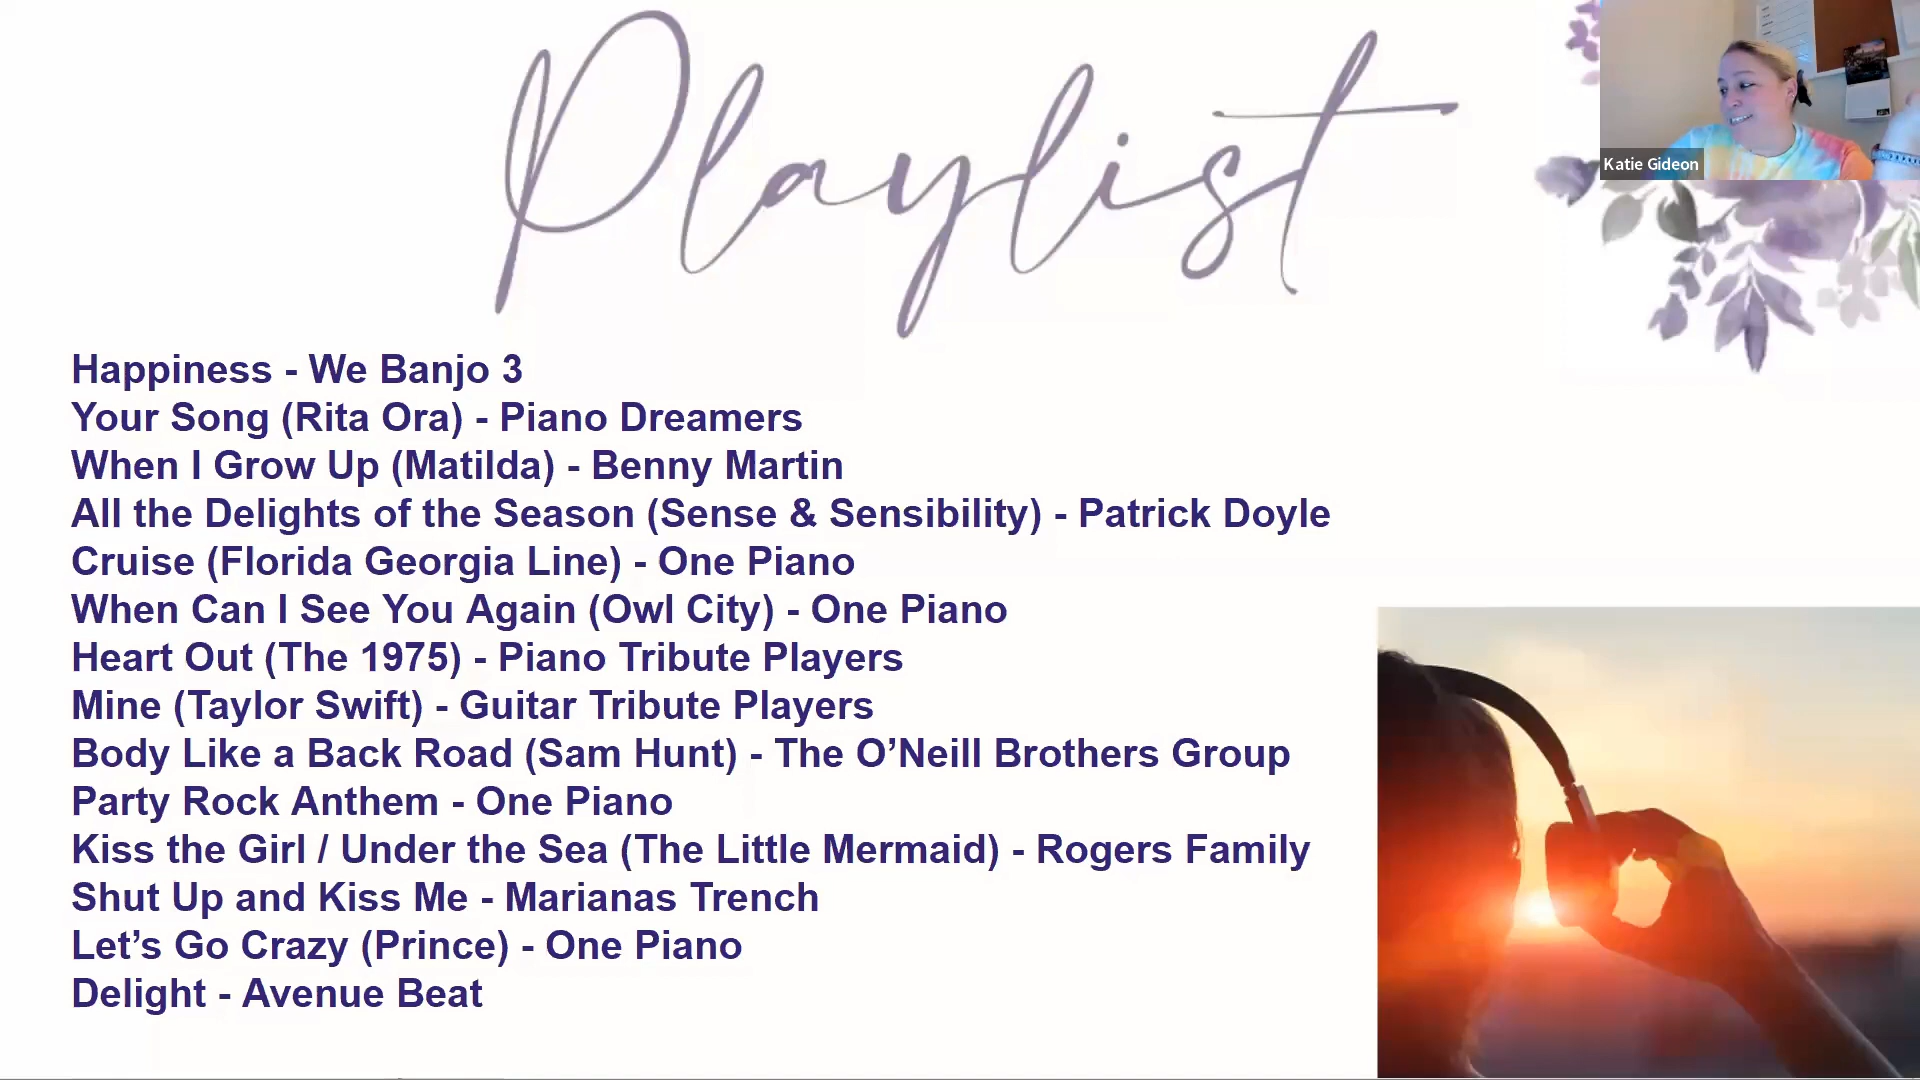 Playlist
Katie Gideon
Happiness - We Banjo 3
Your Song (Rita Ora) - Piano Dreamers
When I Grow Up (Matilda) - Benny Martin
All the Delights of the Season (Sense & Sensibility) - Patrick Doyle
Cruise (Florida Georgia Line) - One Piano
When Can I See You Again (Owl City) - One Piano
Heart Out (The 1975) - Piano Tribute Players
Mine (Taylor Swift) - Guitar Tribute Players
Body Like a Back Road (Sam Hunt) - The O’Neill Brothers Group
Party Rock Anthem - One Piano
Kiss the Girl / Under the Sea (The Little Mermaid) - Rogers Family
Shut Up and Kiss Me - Marianas Trench
Let’s Go Crazy (Prince) - One Piano
Delight - Avenue Beat